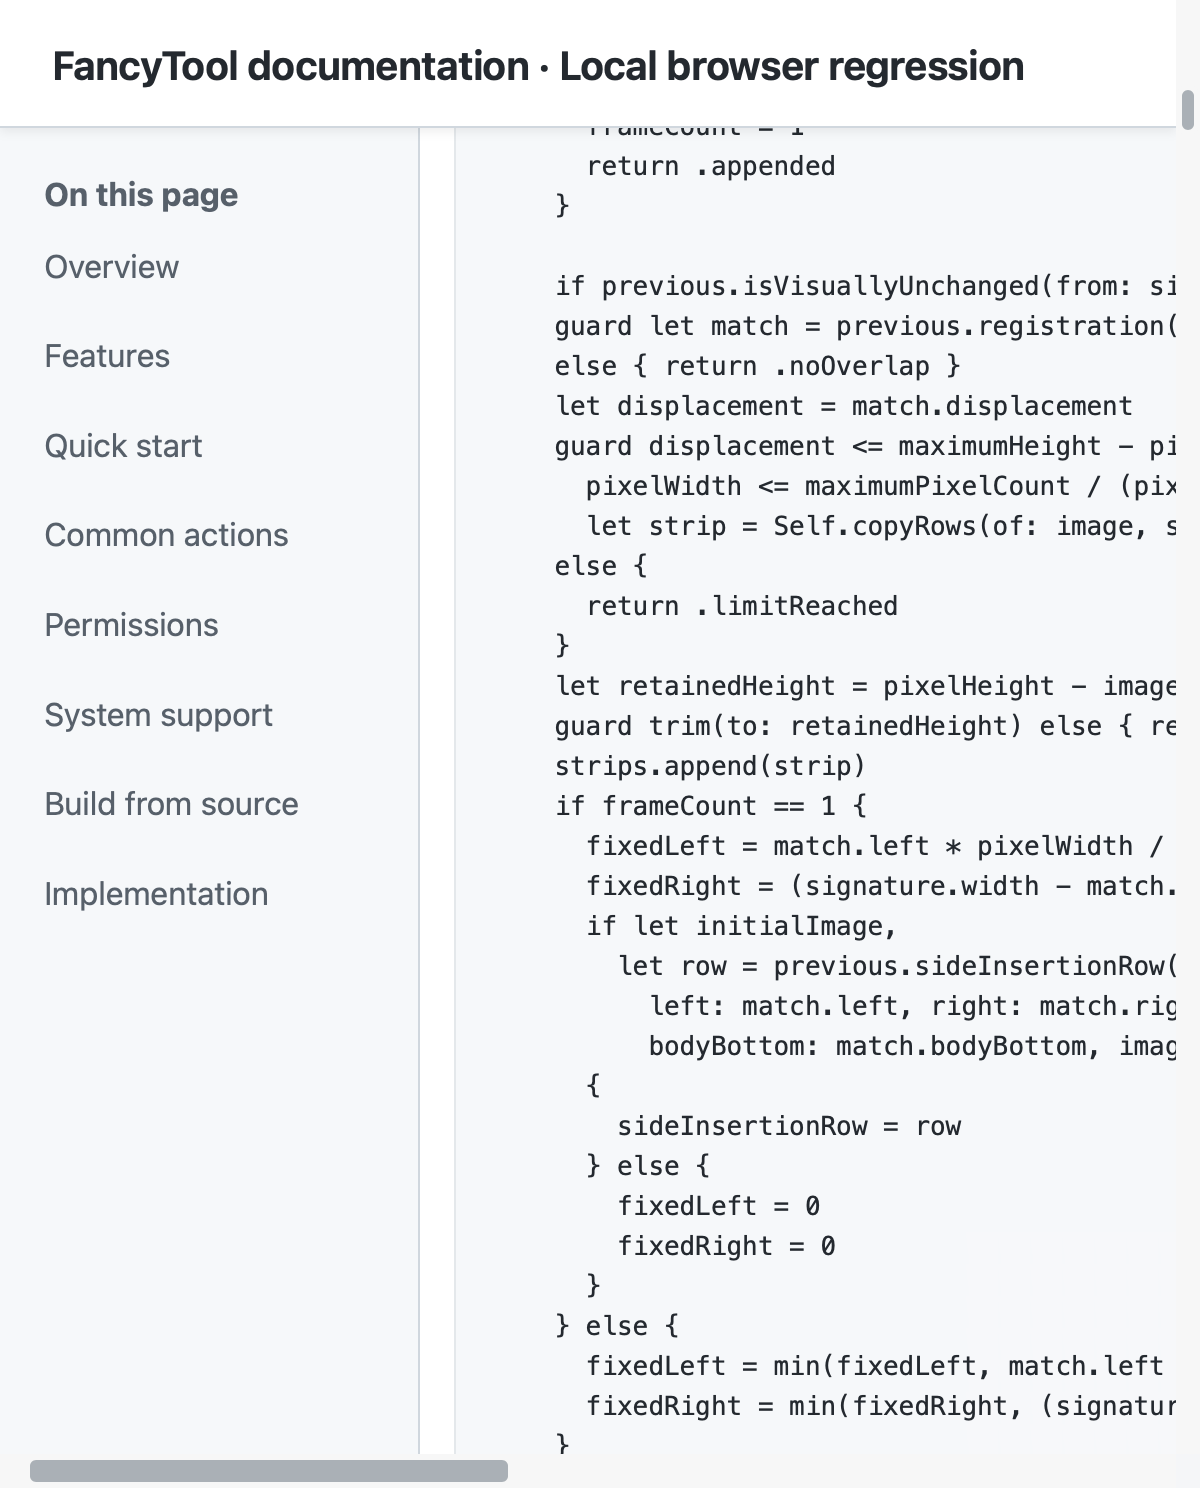 FancyTool documentation · Local browser regression
On this page
Overview
Features
Quick start
Common actions
Permissions
System support
Build from source
Implementation
frameCount = 1
return .appended
}
if previous.isVisuallyUnchanged(from: si
guard let match = previous.registration(
else { return .noOverlap }
let displacement = match.displacement
guard displacement <= maximumHeight - pi
pixelWidth <= maximumPixelCount / (pix
let strip = Self.copyRows(of: image, s
else {
return .limitReached
}
let retainedHeight = pixelHeight - image
guard trim(to: retainedHeight) else { re
strips.append(strip)
if frameCount == 1 {
fixedLeft = match.left * pixelWidth /
fixedRight = (signature.width - match.
if let initialImage,
let row = previous.sideInsertionRow(
left: match.left, right: match.rig
bodyBottom: match.bodyBottom, imag
{
sideInsertionRow = row
} else {
fixedLeft = 0
fixedRight = 0
}
} else {
fixedLeft = min(fixedLeft, match.left
fixedRight = min(fixedRight, (signatur
}